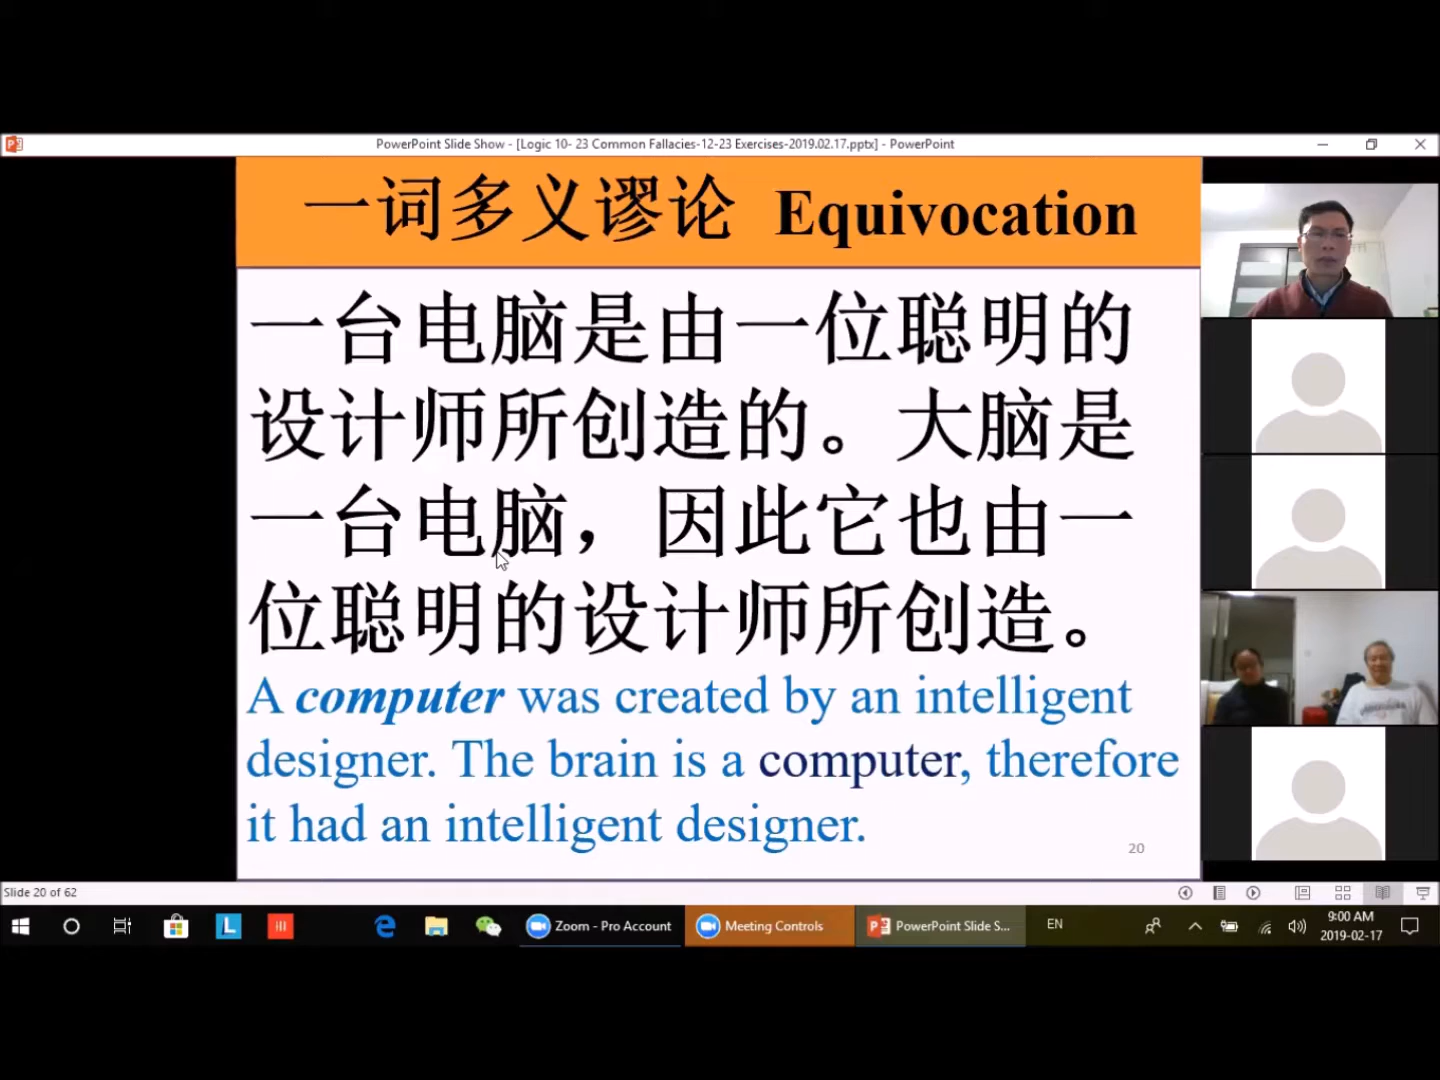 PowerPoint Slide Show - [Logic 10- 23 Common Fallacies-12-23 Exercises-2019.02.17.pptx] - PowerPoint
一词多义谬论 Equivocation
一台电脑是由一位聪明的
设计师所创造的。大脑是
一台电脑，因此它也由一
位聪明的设计师所创造。
A computer was created by an intelligent
designer. The brain is a computer, therefore
it had an intelligent designer.
20
Slide 20 of 62
Zoom - Pro Account
Meeting Controls
PowerPoint Slide S...
EN
9:00 AM
2019-02-17